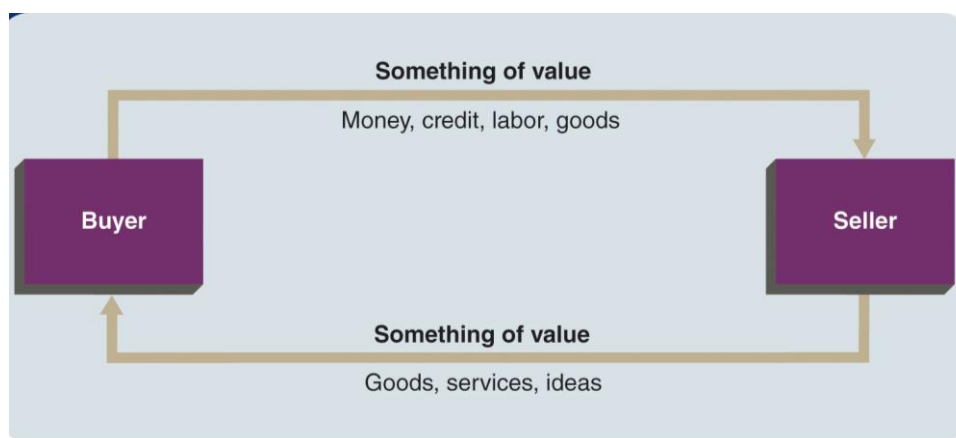 Something of value
Money, credit, labor, goods
Buyer
Seller
Something of value
Goods, services, ideas